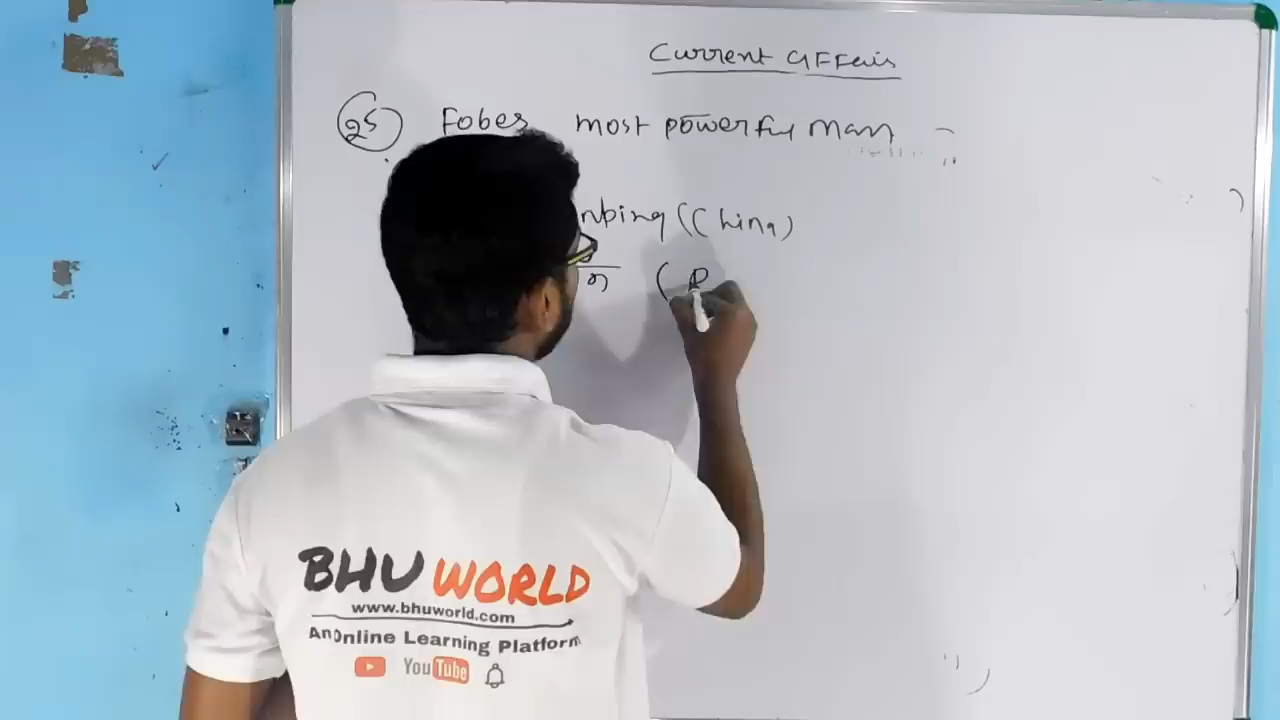 Current Affairs
25 Fobes most powerful man
nbing (China)
n (R
BHU WORLD
www.bhuworld.com
An Online Learning Platform
YouTube